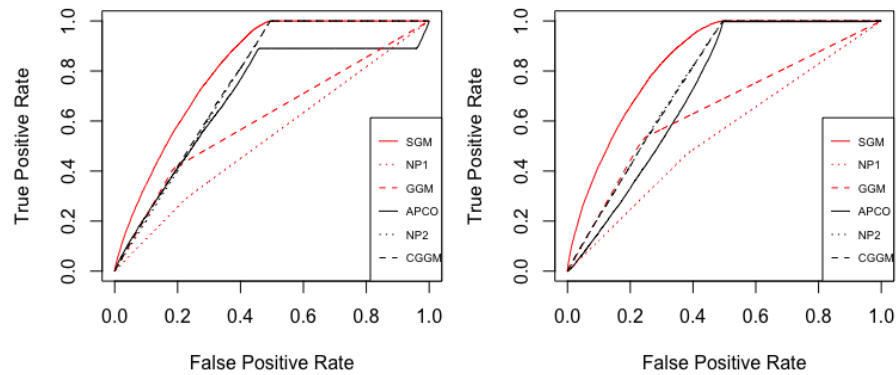 True Positive Rate
1.0
0.8
0.6
0.4
0.2
0.0
SGM
NP1
GGM
APCO
NP2
CGGM
0.0 0.2 0.4 0.6 0.8 1.0
False Positive Rate
True Positive Rate
1.0
0.8
0.6
0.4
0.2
0.0
SGM
NP1
GGM
APCO
NP2
CGGM
0.0 0.2 0.4 0.6 0.8 1.0
False Positive Rate